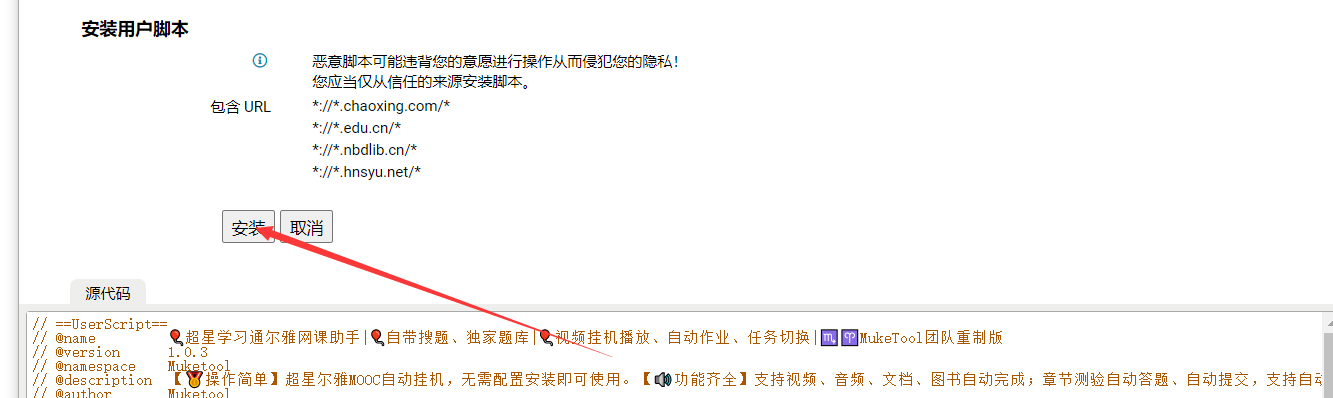 安装用户脚本
恶意脚本可能违背您的意愿进行操作从而侵犯您的隐私！
您应当仅从信任的来源安装脚本。
包含 URL
*://*.chaoxing.com/*
*://*.edu.cn/*
*://*.nbdlib.cn/*
*://*.hnsyu.net/*
安装 取消
源代码
// ==UserScript==
// @name 🎈超星学习通尔雅网课助手|🎈自带搜题、独家题库|🎈视频挂机播放、自动作业、任务切换|♏♈MukeTool团队重制版
// @version 1.0.3
// @namespace Muketool
// @description 【🏅操作简单】超星尔雅MOOC自动挂机，无需配置安装即可使用。【🔊功能齐全】支持视频、音频、文档、图书自动完成；章节测验自动答题、自动提交，支持自动
// @author Muketool